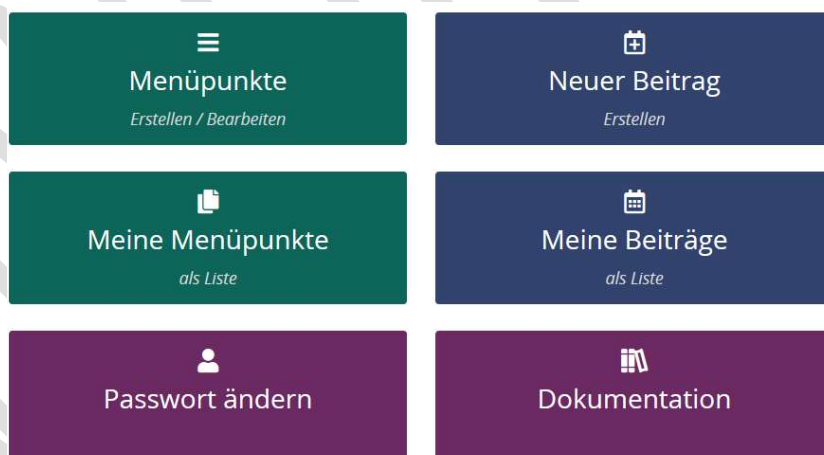 Menüpunkte
Erstellen / Bearbeiten
Neuer Beitrag
Erstellen
Meine Menüpunkte
als Liste
Meine Beiträge
als Liste
Passwort ändern
Dokumentation